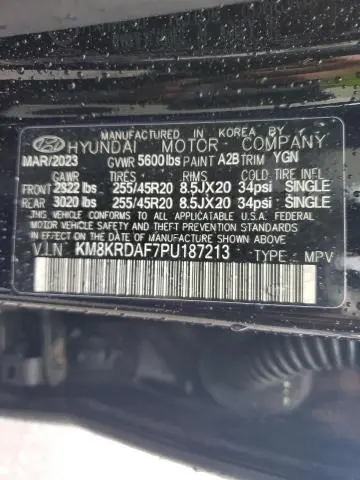 MANUFACTURED IN KOREA BY
HYUNDAI MOTOR COMPANY
MAR/2023 GVWR 5600 lbs PAINT A2B TRIM YGN
GAWR TIRES RIMS COLD TIRE INFL.
FRONT 2822 lbs 255/45R20 8.5JX20 34psi SINGLE
REAR 3020 lbs 255/45R20 8.5JX20 34psi SINGLE
THIS VEHICLE CONFORMS TO ALL APPLICABLE U.S.A. FEDERAL
MOTOR VEHICLE SAFETY AND THEFT PREVENTION STANDARDS
IN EFFECT ON THE DATE OF MANUFACTURE SHOWN ABOVE.
V.I.N : KM8KRDAF7PU187213 TYPE : MPV